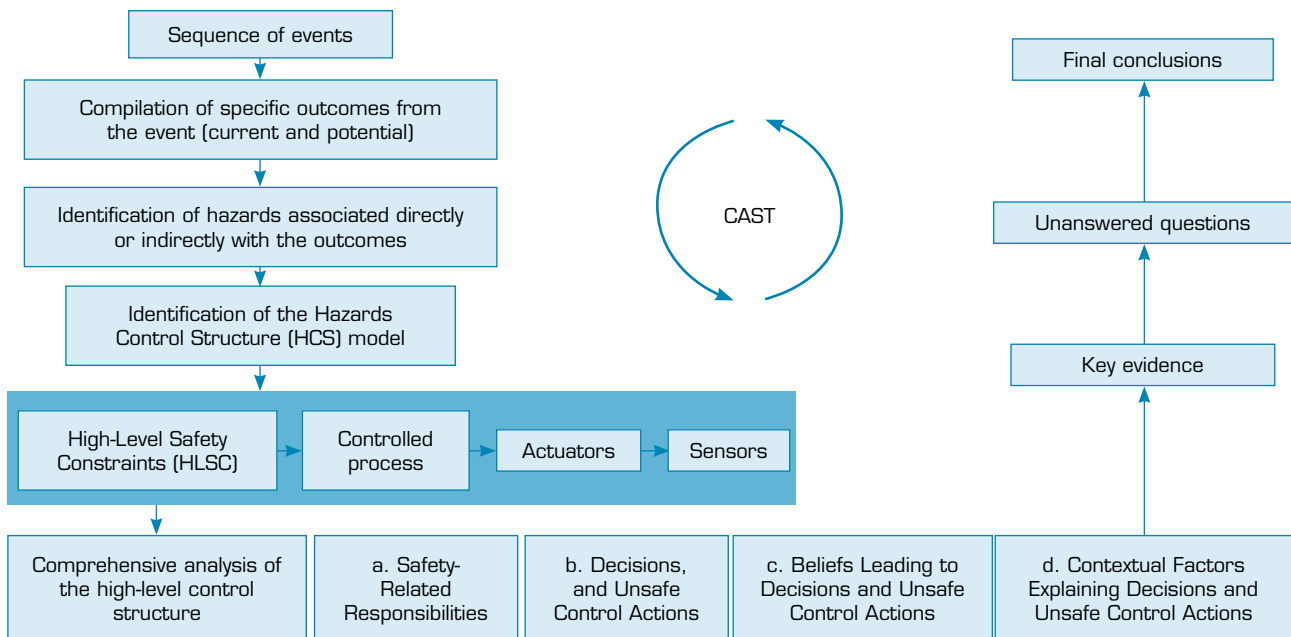 Sequence of events
Compilation of specific outcomes from
the event (current and potential)
Identification of hazards associated directly
or indirectly with the outcomes
Identification of the Hazards
Control Structure (HCS) model
High-Level Safety
Constraints (HLSC)
Controlled
process
Actuators
Sensors
Comprehensive analysis of
the high-level control
structure
a. Safety-
Related
Responsibilities
b. Decisions,
and Unsafe
Control Actions
c. Beliefs Leading to
Decisions and Unsafe
Control Actions
d. Contextual Factors
Explaining Decisions and
Unsafe Control Actions
CAST
Final conclusions
Unanswered questions
Key evidence